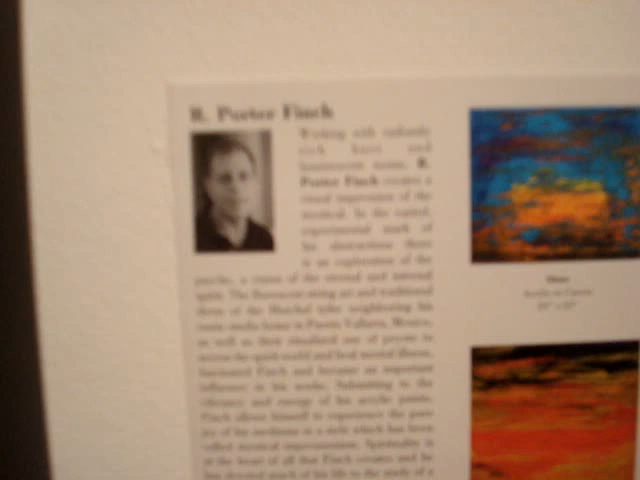 R. Porter Finch
Working with radiantly
rich hues and
luminescent tones, R.
Porter Finch creates a
visual impression of the
mystical. In the varied,
experimental mark of
his abstractions there
is an exploration of the
psyche, a vision of the eternal and internal
spirit. The string art and traditional
of the Huichol tribe neighboring his
studio home in Puerto Vallarta, Mexico,
as well as their ritualized use of peyote to
access the spirit world and heal mental illness,
fascinated Finch and became an important
influence in his works. Submitting to the
vibrancy and energy of his acrylic paints,
Finch allows himself to experience the pure
joy of his medium in a style which has been
called mystical impressionism. Spirituality is
at the heart of all that Finch creates and he
has devoted much of his life to the study of a
Acrylic on Canvas